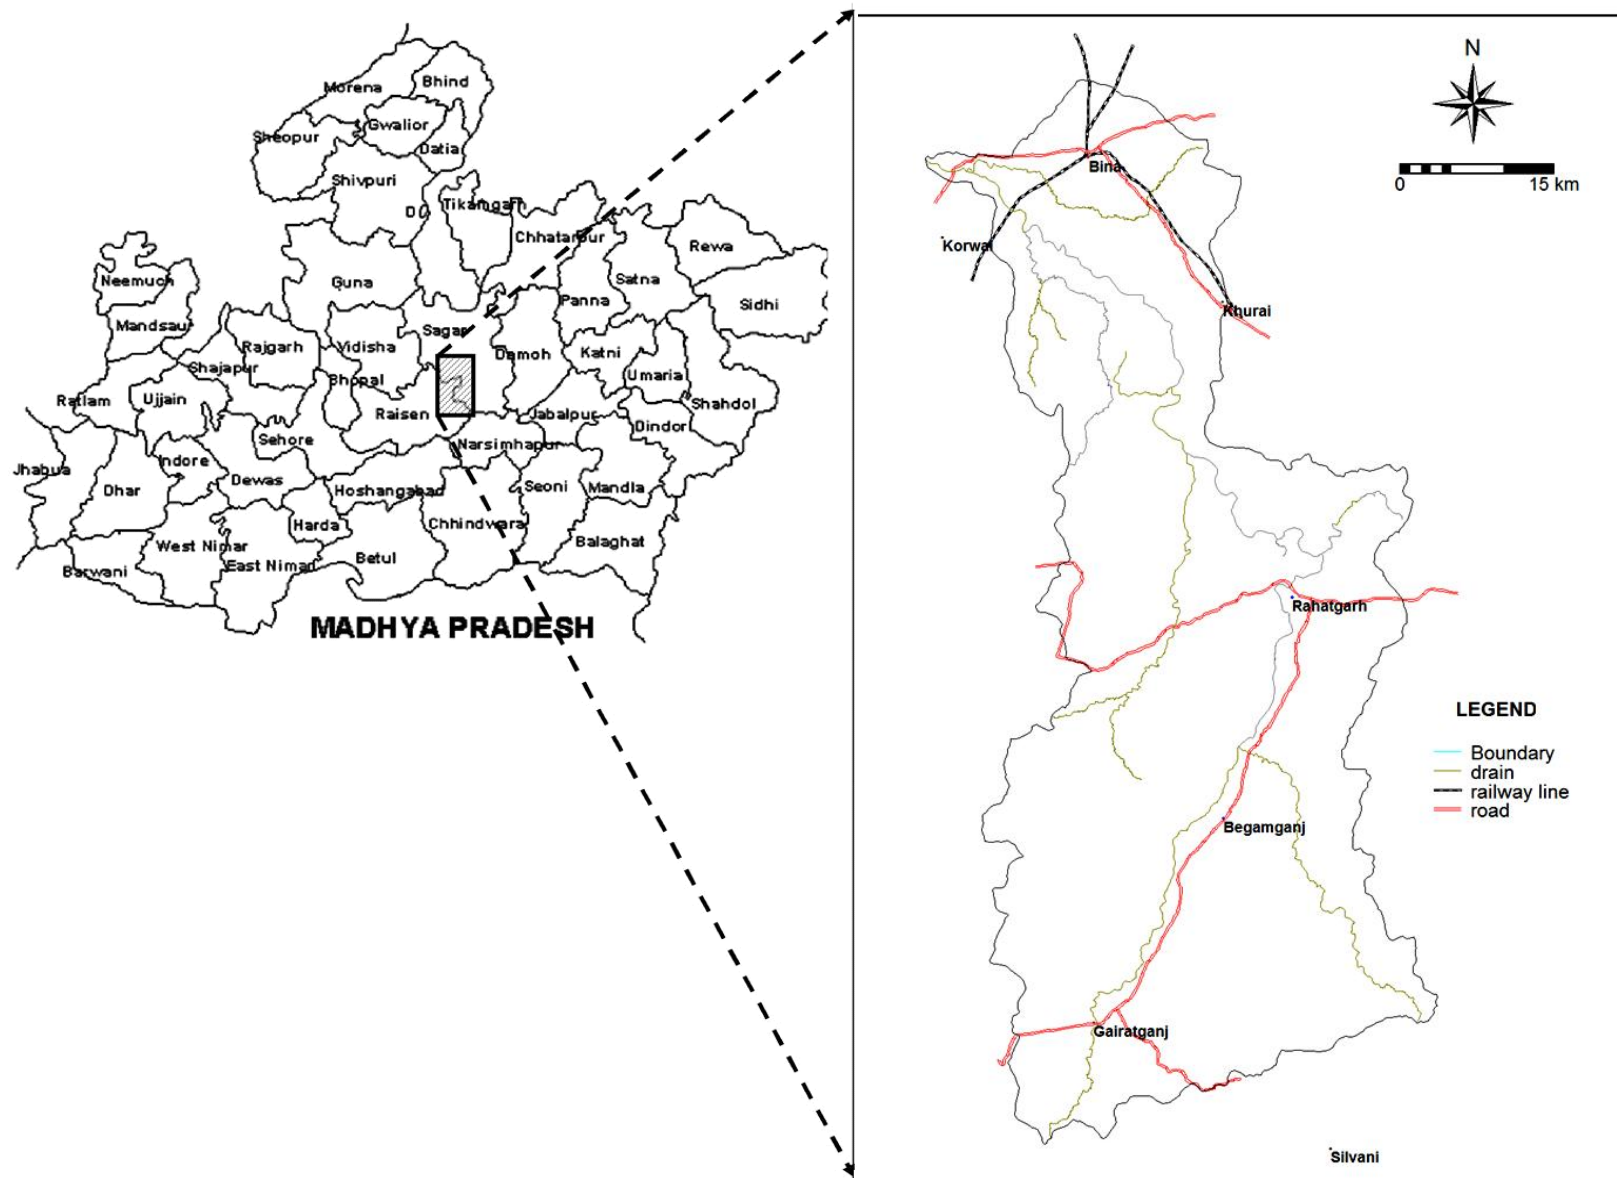 Morena
Bhind
Gwalior
Sheopur
Datia
Shivpuri
Tikamgarh
Chhatarpur
Rewa
Neemuch
Guna
Satna
Panna
Sidhi
Mandsaur
Sagar
Rajgarh
Vidisha
Damoh
Katni
Shajapur
Bhopal
Umaria
Ratlam
Ujjain
Shahdol
Raisen
Jabalpur
Dindor
Sehore
Narsimhapur
Indore
Jhabua
Dewas
Dhar
Hoshangabad
Seoni
Mandla
Harda
Chhindwara
West Nimar
Balaghat
Betul
East Nimar
Barwani
MADHYA PRADESH
N
0 15 km
Bina
Korwai
Khurai
Rahatgarh
Begamganj
Gairatganj
Silvani
LEGEND
Boundary
drain
railway line
road